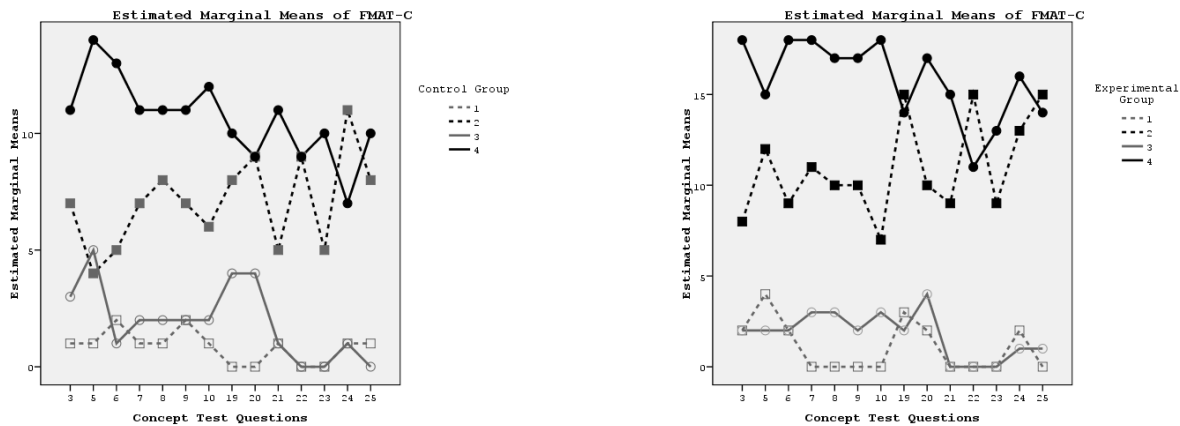 Estimated Marginal Means of FMAT-C
Estimated Marginal Means
10
5
0
3 5 6 7 8 9 10 19 20 21 22 23 24 25
Concept Test Questions
Control Group
1
2
3
4
Estimated Marginal Means of FMAT-C
Estimated Marginal Means
15
10
5
0
3 5 6 7 8 9 10 19 20 21 22 23 24 25
Concept Test Questions
Experimental
Group
1
2
3
4